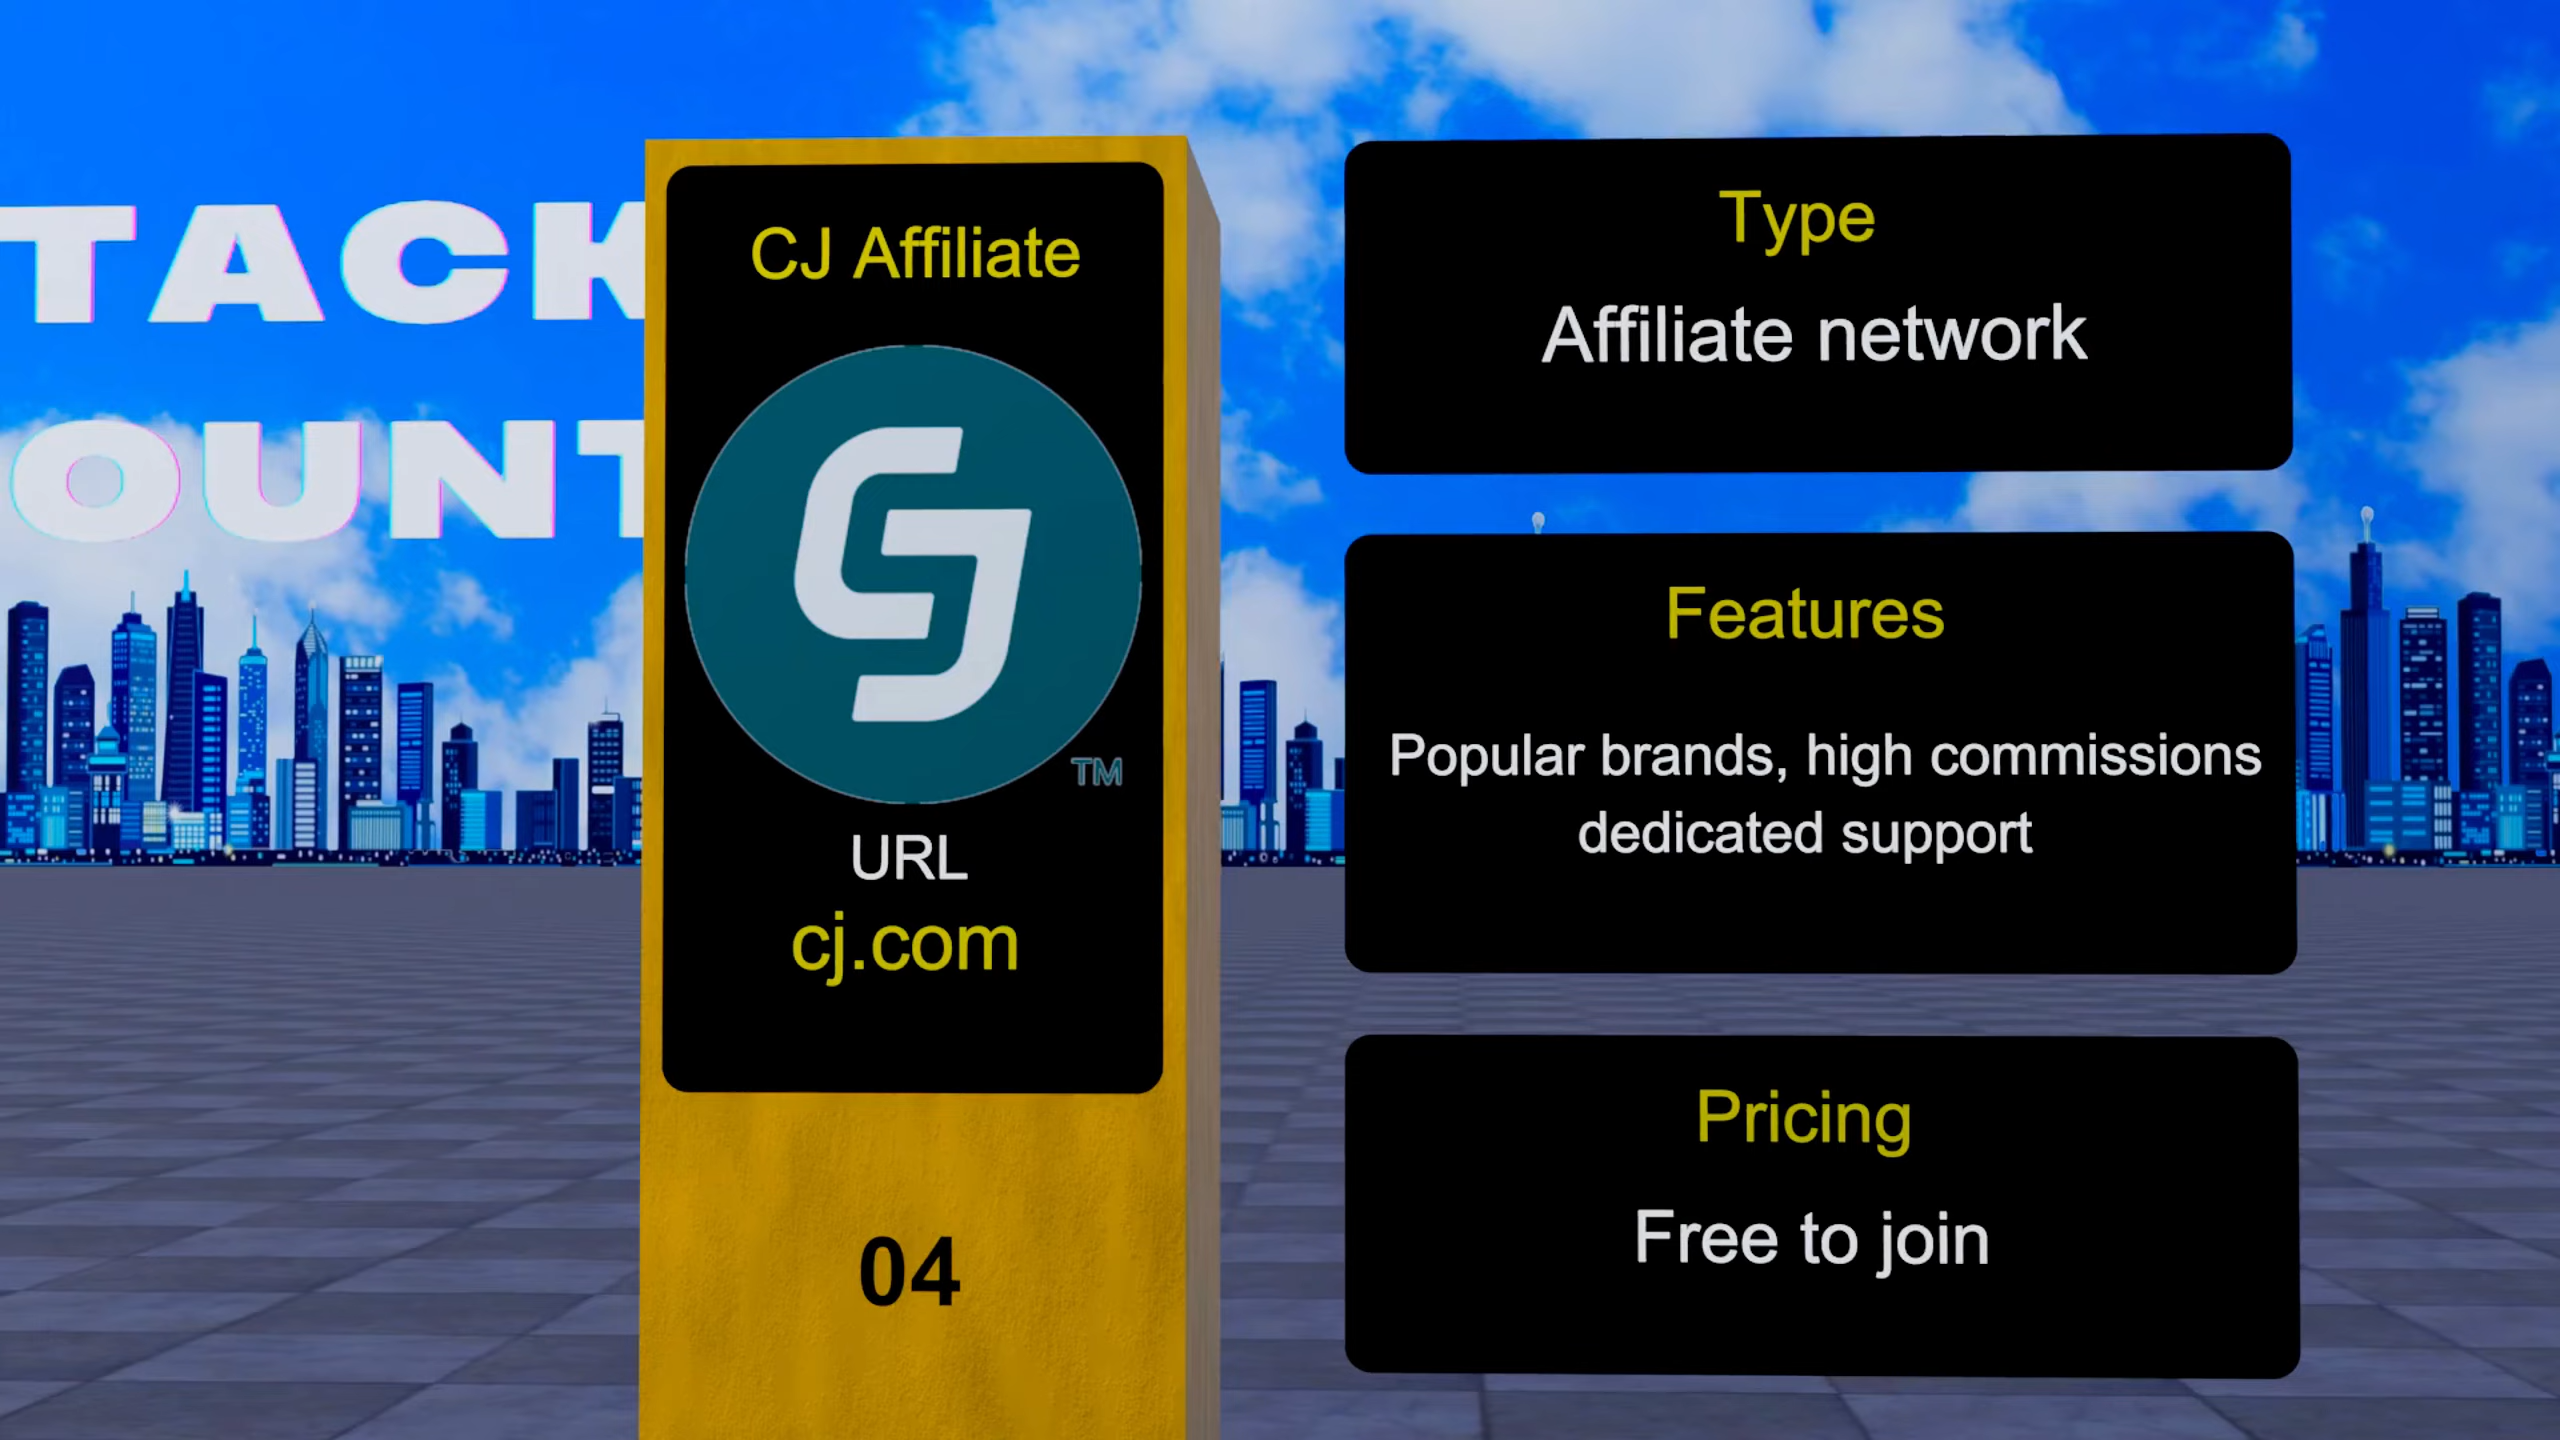 TACK
OUNT
CJ Affiliate
CJ
TM
URL
cj.com
04
Type
Affiliate network
Features
Popular brands, high commissions
dedicated support
Pricing
Free to join